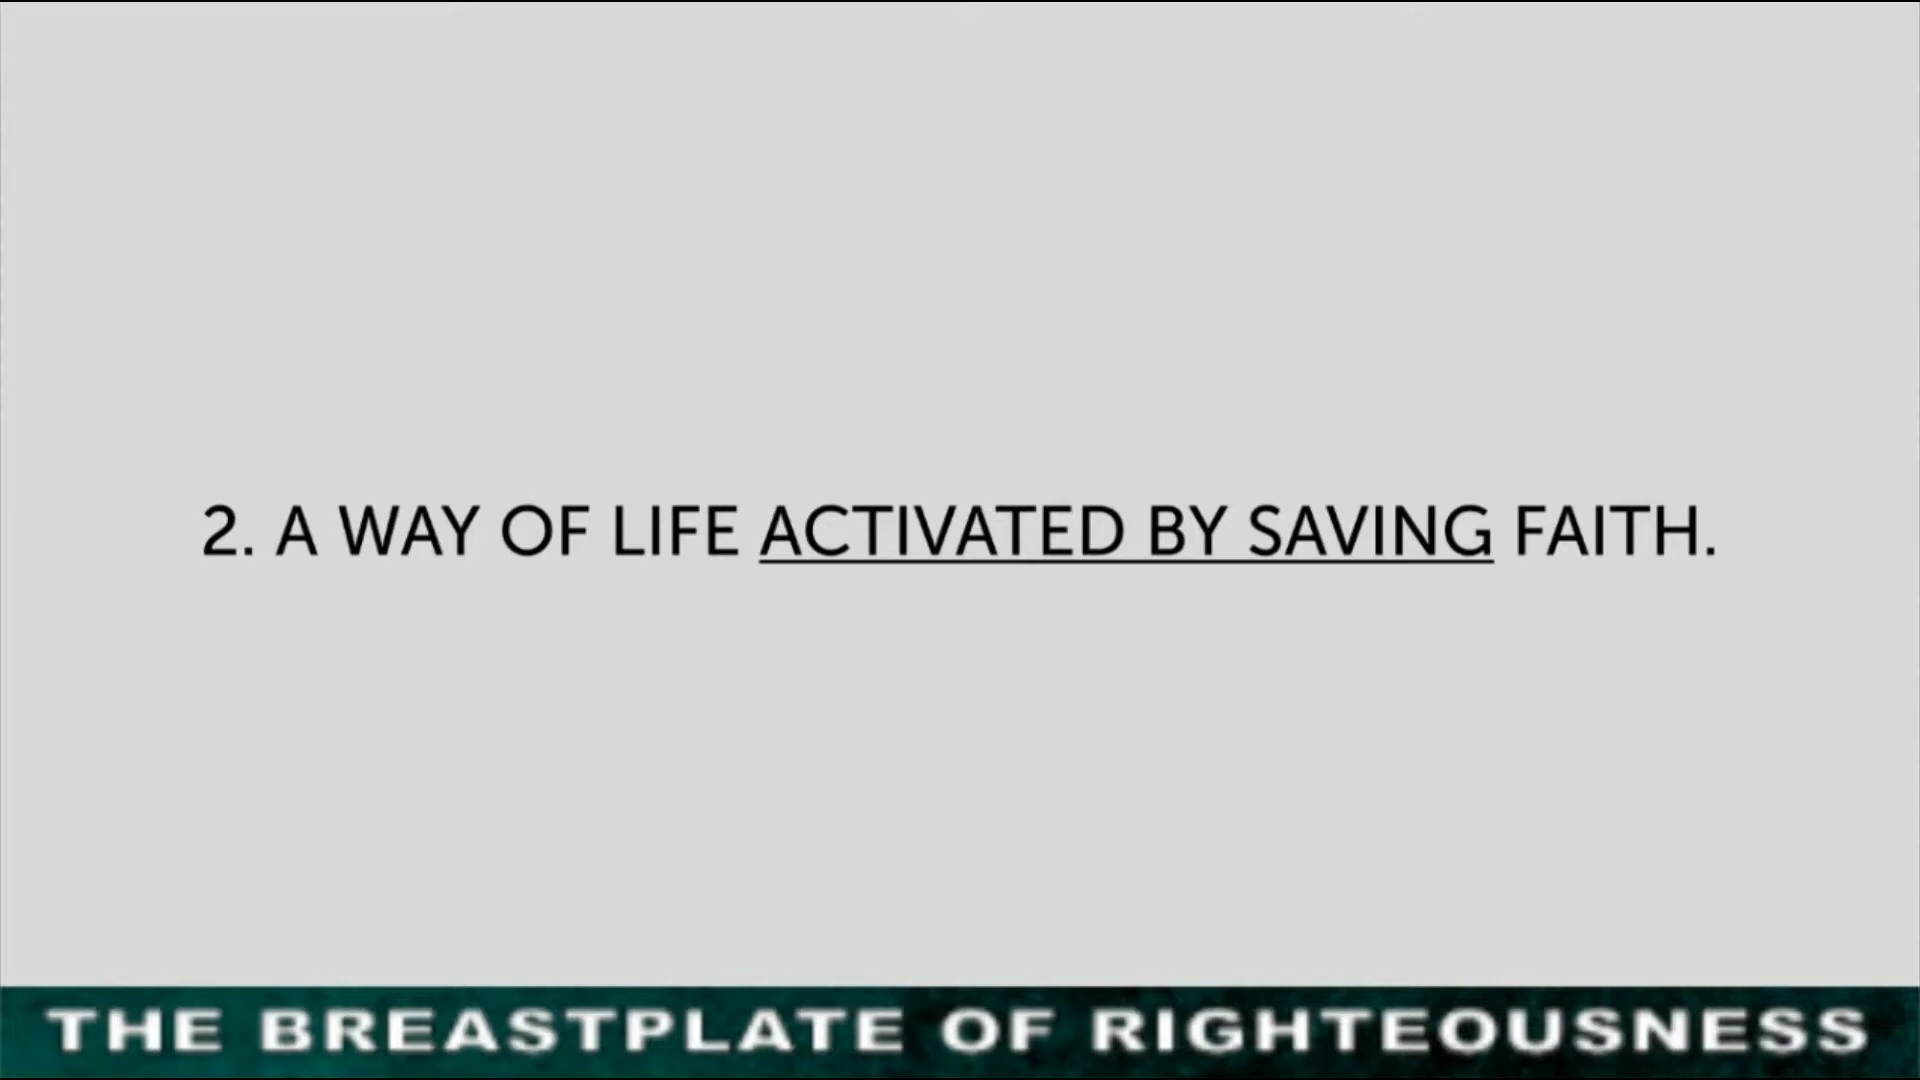 2. A WAY OF LIFE ACTIVATED BY SAVING FAITH.
THE BREASTPLATE OF RIGHTEOUSNESS